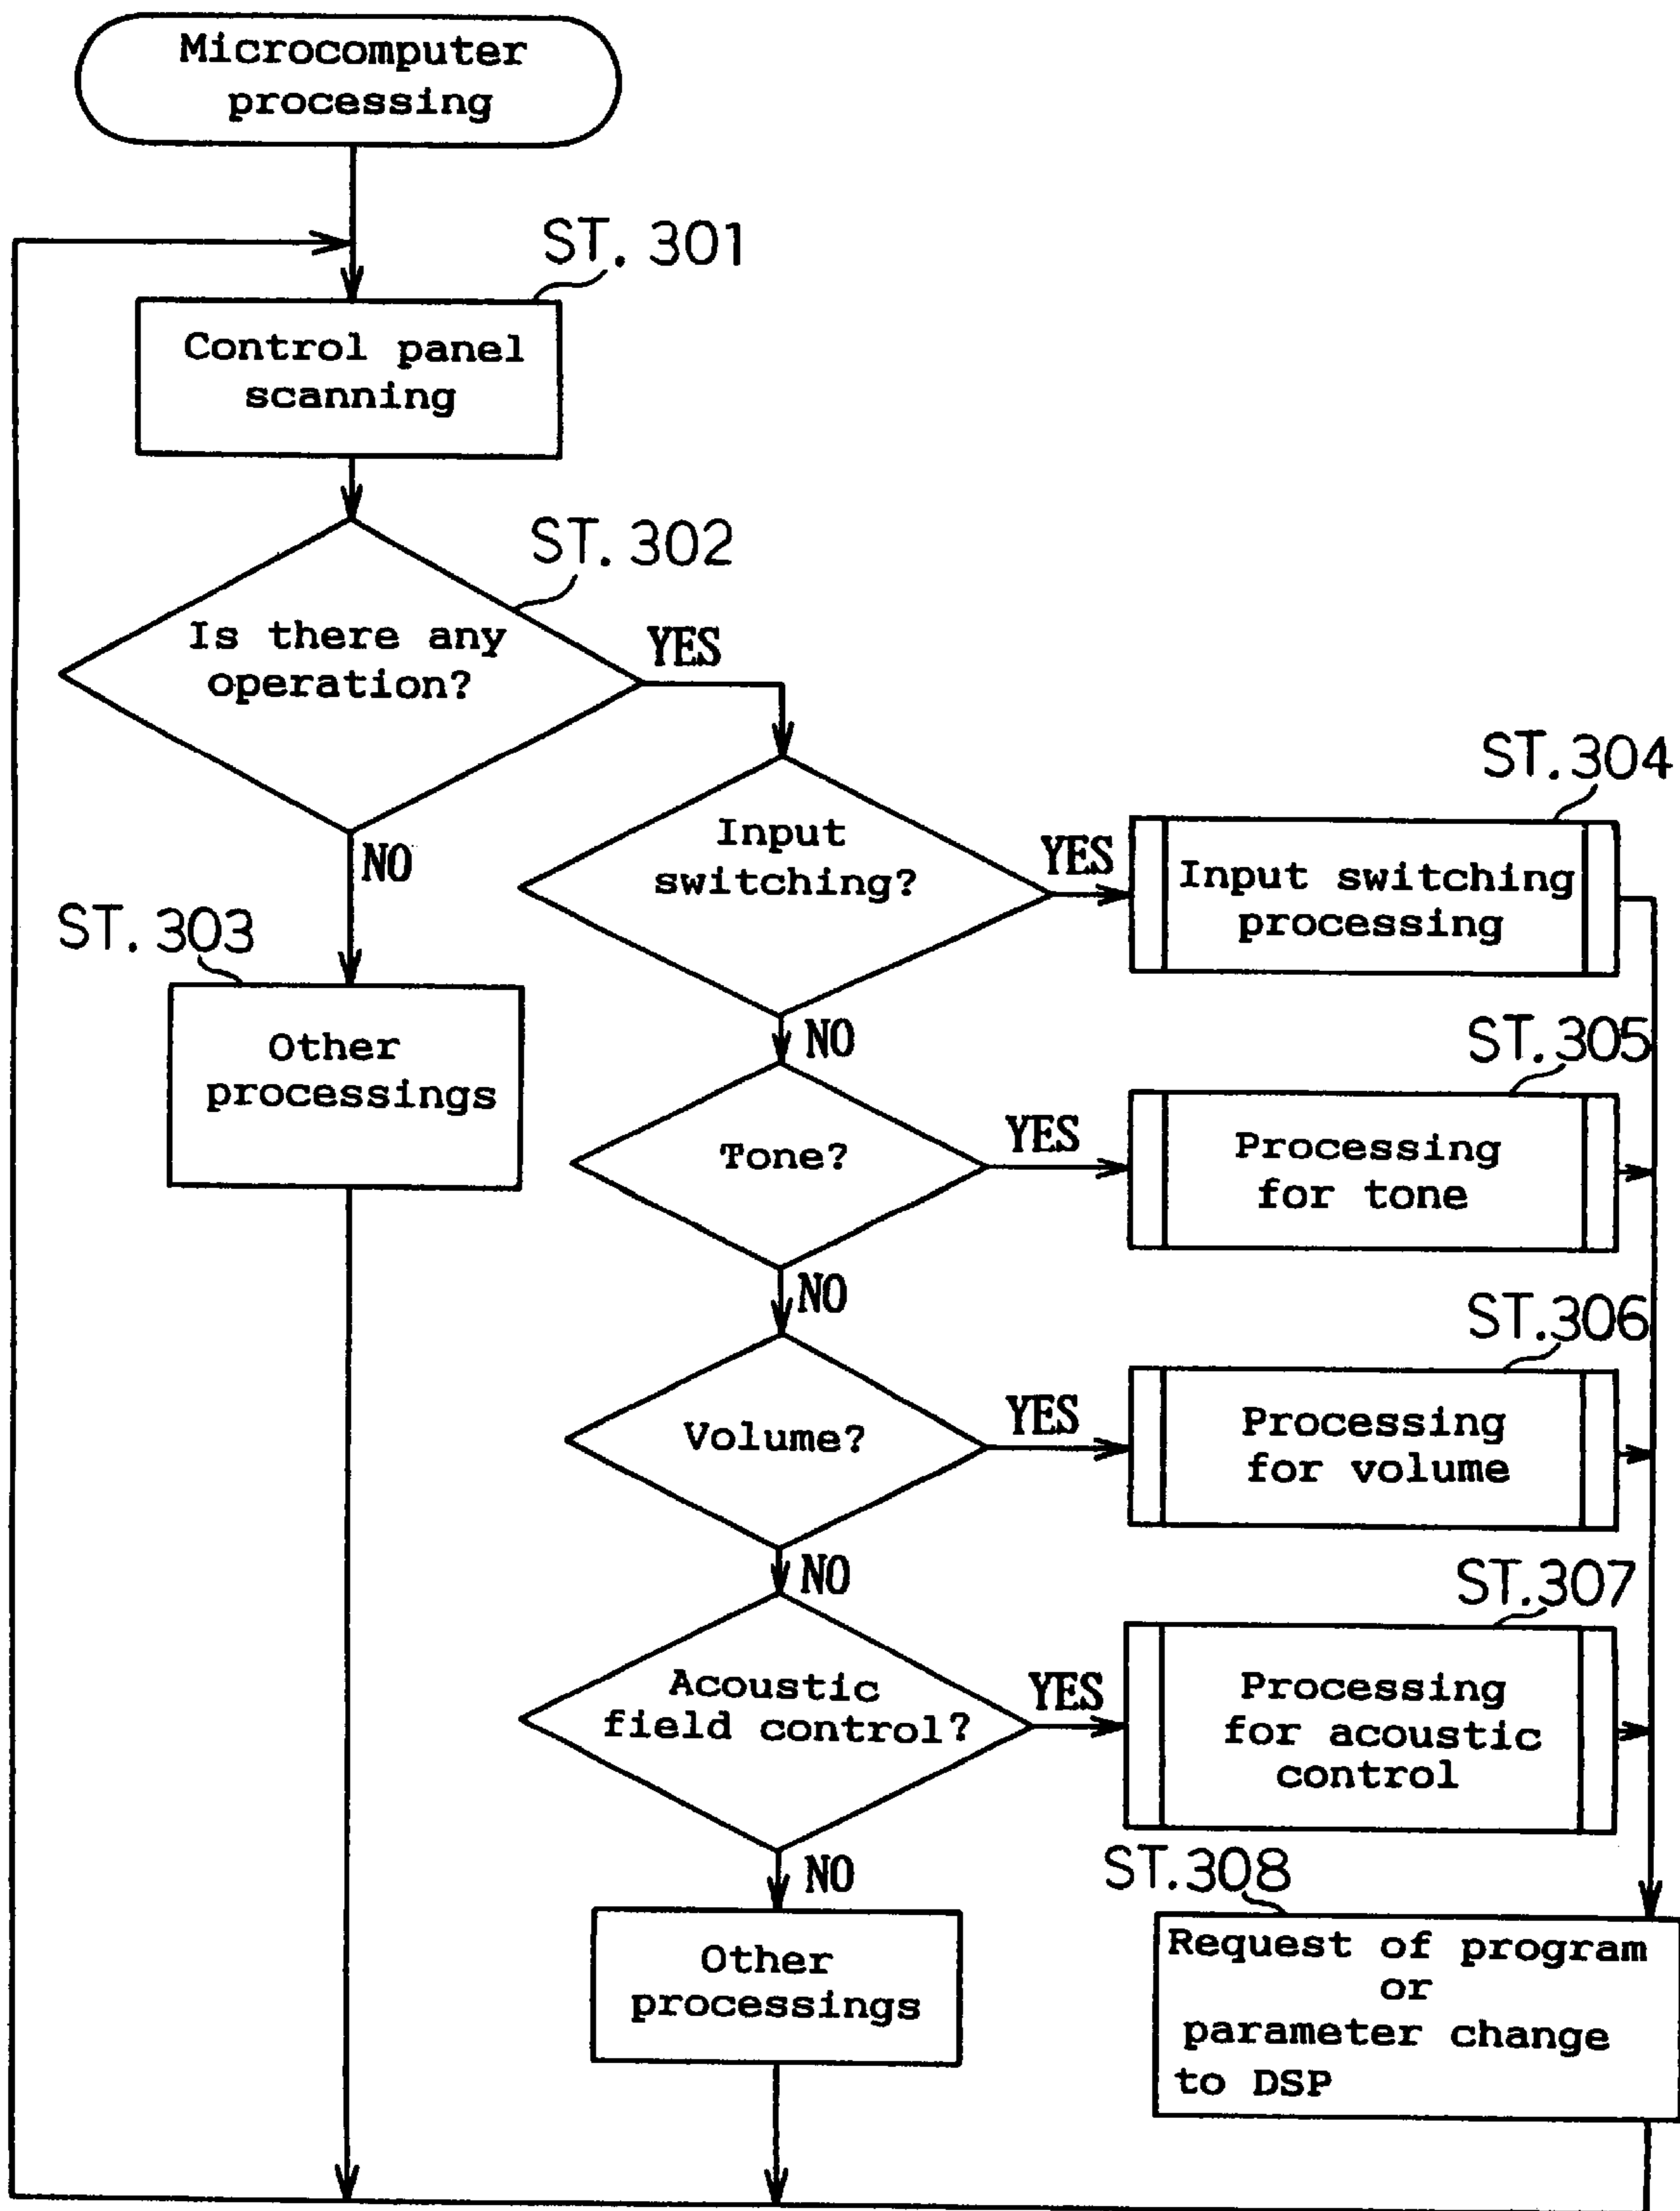 Microcomputer
processing
ST. 301
Control panel
scanning
ST. 302
Is there any
operation?
YES
NO
ST. 303
Other
processings
Input
switching?
YES
ST. 304
Input switching
processing
NO
ST. 305
Tone?
YES
Processing
for tone
NO
ST. 306
Volume?
YES
Processing
for volume
NO
ST. 307
Acoustic
field control?
YES
Processing
for acoustic
control
NO
Other
processings
ST. 308
Request of program
or
parameter change
to DSP